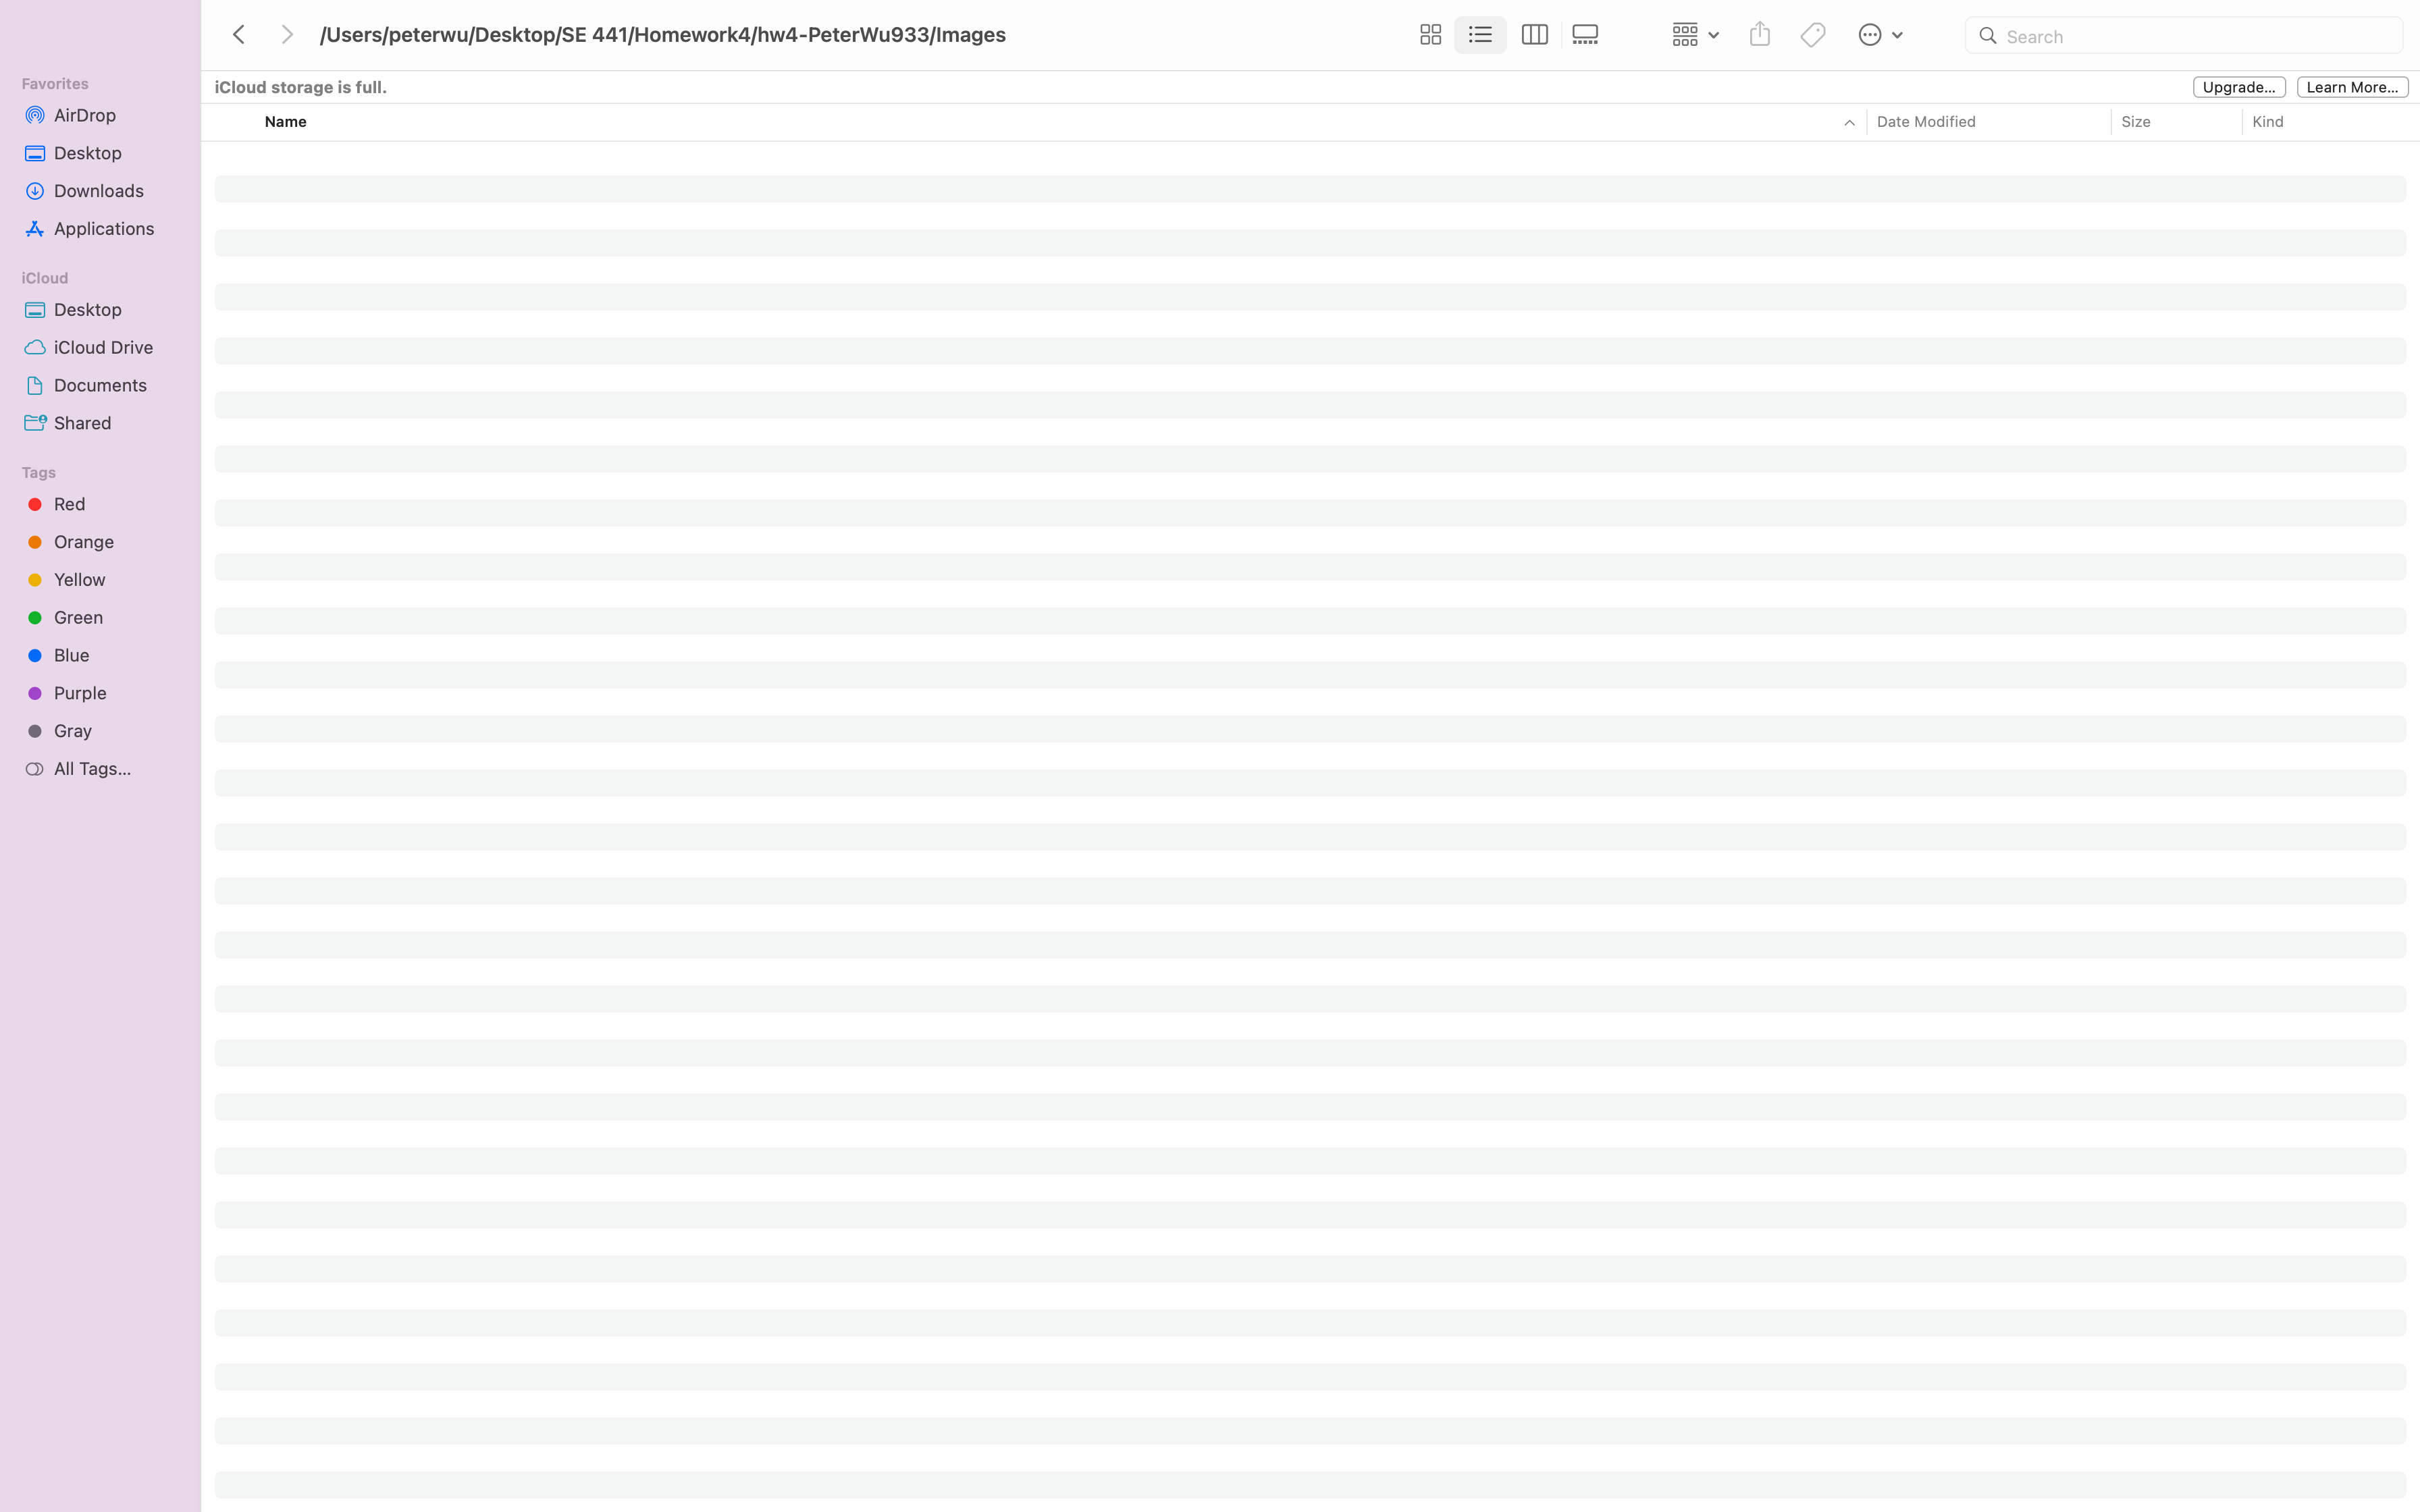 /Users/peterwu/Desktop/SE 441/Homework4/hw4-PeterWu933/Images
Search
iCloud storage is full.
Upgrade...
Learn More...
Name
Date Modified
Size
Kind
Favorites
AirDrop
Desktop
Downloads
Applications
iCloud
Desktop
iCloud Drive
Documents
Shared
Tags
Red
Orange
Yellow
Green
Blue
Purple
Gray
All Tags...